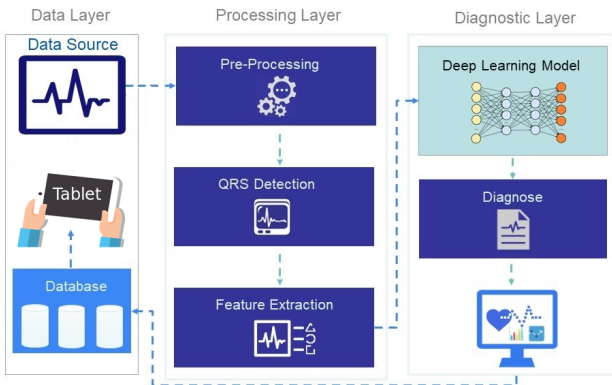 Data Layer
Processing Layer
Diagnostic Layer
Data Source
Tablet
Database
Pre-Processing
QRS Detection
Feature Extraction
Deep Learning Model
Diagnose